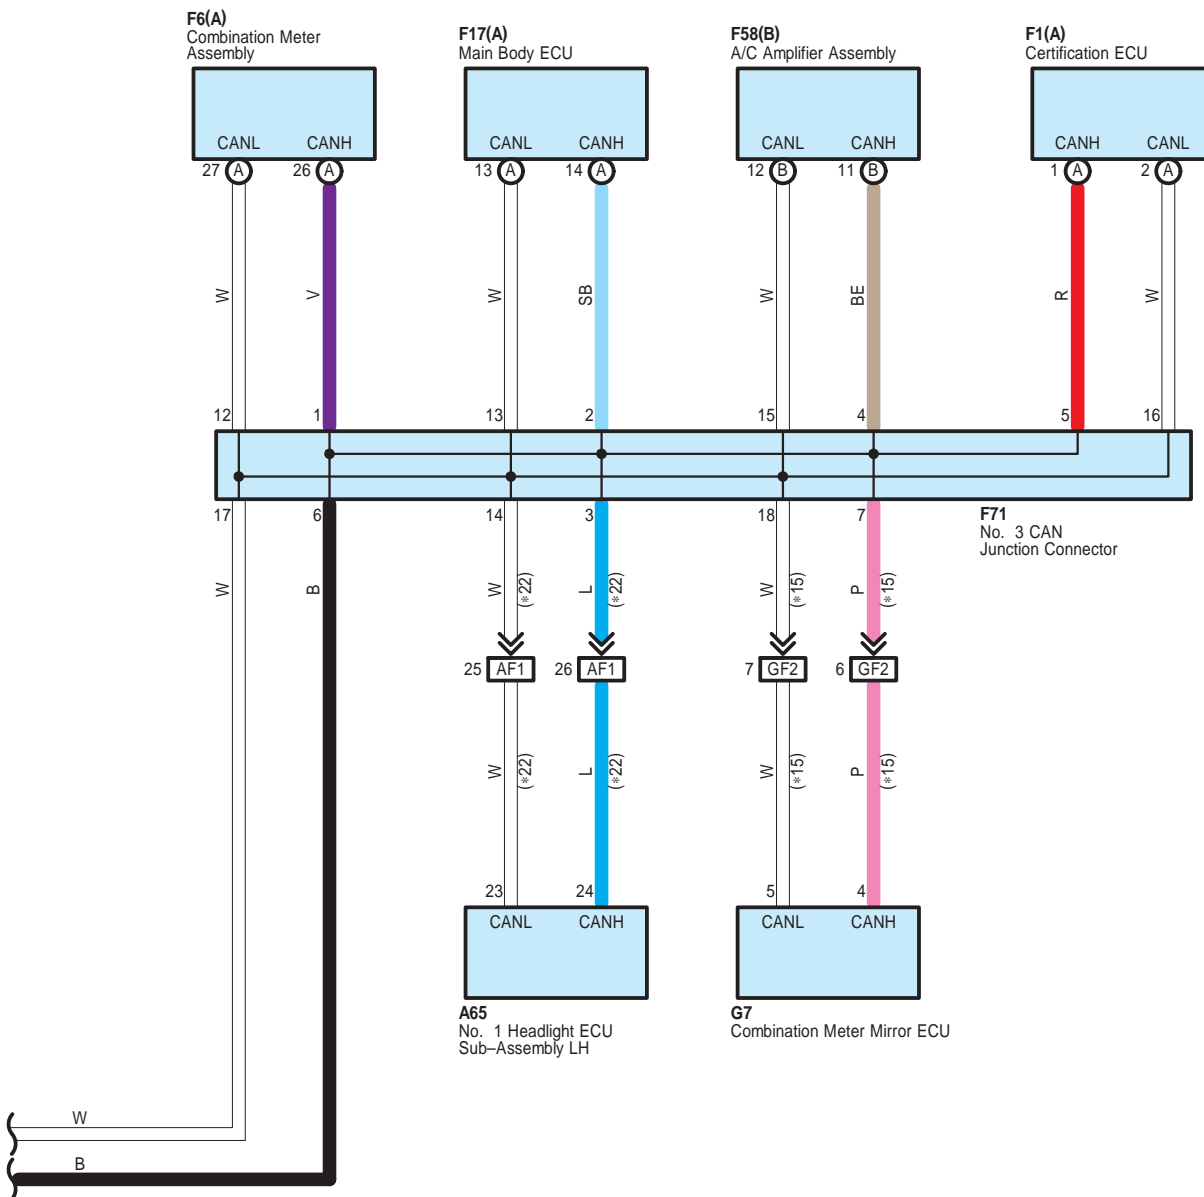 F6(A)
Combination Meter
Assembly
F17(A)
Main Body ECU
F58(B)
A/C Amplifier Assembly
F1(A)
Certification ECU
CANL CANH
CANL CANH
CANL CANH
CANH CANL
27 A 26 A
13 A 14 A
12 B 11 B
1 A 2 A
W V W SB W BE R W
12 1 13 2 15 4 5 16
17 6 14 3 18 7
F71
No. 3 CAN
Junction Connector
W B W (*22) L (*22) W (*15) P (*15)
25 AF1 26 AF1 7 GF2 6 GF2
W (*22) L (*22) W (*15) P (*15)
23 24 5 4
CANL CANH
CANL CANH
A65
No. 1 Headlight ECU
Sub–Assembly LH
G7
Combination Meter Mirror ECU
W
B